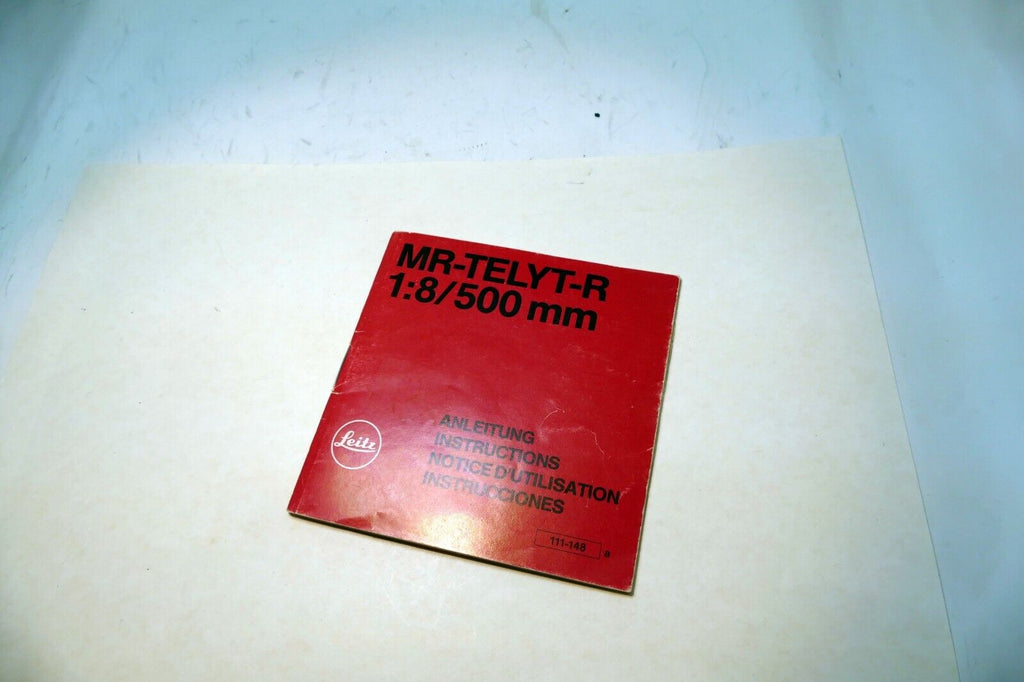 MR-TELYT-R
1:8/500 mm
Leitz
ANLEITUNG
INSTRUCTIONS
NOTICE D'UTILISATION
INSTRUCCIONES
111-148 a